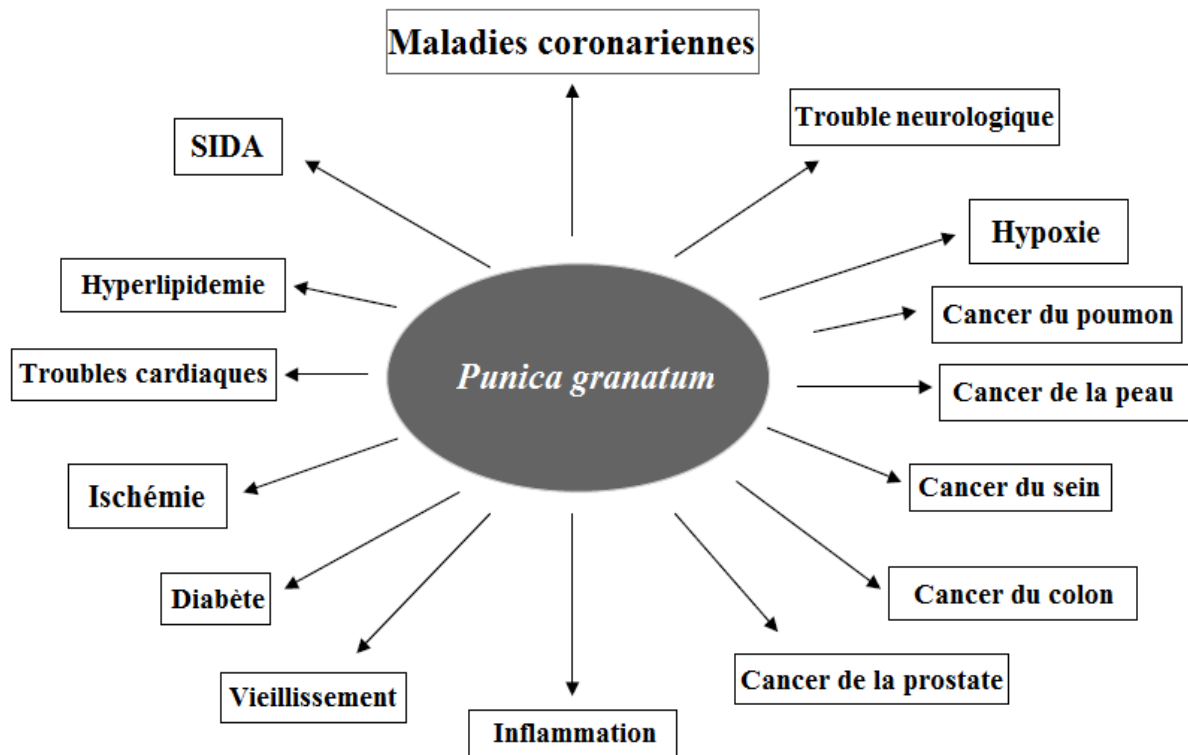 Maladies coronariennes
Trouble neurologique
SIDA
Hypoxie
Hyperlipidemie
Cancer du poumon
Troubles cardiaques
Punica granatum
Cancer de la peau
Ischémie
Cancer du sein
Diabète
Cancer du colon
Vieillissement
Cancer de la prostate
Inflammation